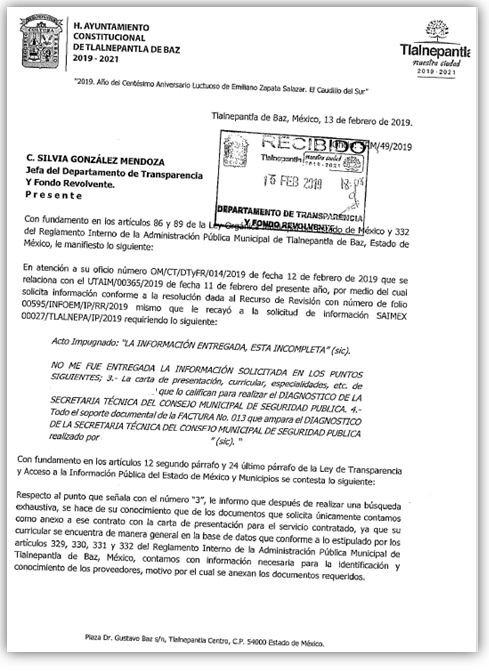 H. AYUNTAMIENTO
CONSTITUCIONAL
DE TLALNEPANTLA DE BAZ
2019 - 2021
Tlalnepantla
nuestra ciudad
2019 - 2021
"2019. Año del Centésimo Aniversario Luctuoso de Emiliano Zapata Salazar. El Caudillo del Sur"
Tlalnepantla de Baz, México, 13 de febrero de 2019.
/49/2019
RECIBIDO
Tlalnepantla nuestra ciudad
2019 - 2021
15 FEB 2019
DEPARTAMENTO DE TRANSPARENCIA
Y FONDO REVOLVENTE
C. SILVIA GONZÁLEZ MENDOZA
Jefa del Departamento de Transparencia
Y Fondo Revolvente.
P r e s e n t e
Con fundamento en los artículos 86 y 89 de la Ley Orgánica Municipal del Estado de México y 332
del Reglamento Interno de la Administración Pública Municipal de Tlalnepantla de Baz, Estado de
México, le manifiesto lo siguiente:
En atención a su oficio número OM/CT/DTyFR/014/2019 de fecha 12 de febrero 2019 que se
relaciona con el UTAIM/00365/2019 de fecha 11 de febrero del presente año, por medio del cual
solicita información conforme a la resolución dada al Recurso de Revisión con número de folio
00595/INFOEM/IP/RR/2019 mismo que le recayó a la solicitud de información SAIMEX
00027/TLALNEPA/IP/2019 requiriendo lo siguiente:
Acto Impugnado: "LA INFORMACIÓN ENTREGADA, ESTA INCOMPLETA" (sic).
NO ME FUE ENTREGADA LA INFORMACIÓN SOLICITADA EN LOS PUNTOS
SIGUIENTES; 3.- La carta de presentación, curricular, especialidades, etc. de
' que lo califican para realizar el DIAGNOSTICO DE LA
SECRETARIA TÉCNICA DEL CONSEJO MUNICIPAL DE SEGURIDAD PUBLICA. 4.-
Todo el soporte documental de la FACTURA No. 013 que ampara el DIAGNOSTICO
DE LA SECRETARIA TÉCNICA DEL CONSEJO MUNICIPAL DE SEGURIDAD PUBLICA
realizado por " (sic). "
Con fundamento en los artículos 12 segundo párrafo y 24 último párrafo de la Ley de Transparencia
y Acceso a la Información Pública del Estado de México y Municipios se contesta lo siguiente:
Respecto al punto que señala con el número "3", le informo que después de realizar una búsqueda
exhaustiva, se hace de su conocimiento que de los documentos que solicita únicamente contamos
como anexo a ese contrato con la carta de presentación para el servicio contratado, ya que su
curricular se encuentra de manera general en la base de datos que conforme a lo estipulado por los
artículos 329, 330, 331 y 332 del Reglamento Interno de la Administración Pública Municipal de
Tlalnepantla de Baz, México, contamos con información necesaria para la identificación y
conocimiento de los proveedores, motivo por el cual se anexan los documentos requeridos.
Plaza Dr. Gustavo Baz s/n, Tlalnepantla Centro, C.P. 54000 Estado de México.